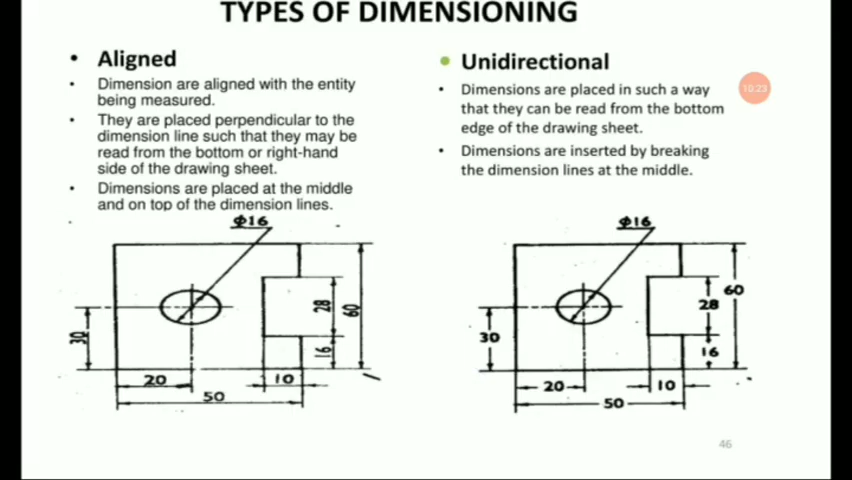 TYPES OF DIMENSIONING
• Aligned
• Dimension are aligned with the entity
being measured.
• They are placed perpendicular to the
dimension line such that they may be
read from the bottom or right-hand
side of the drawing sheet.
• Dimensions are placed at the middle
and on top of the dimension lines.
Φ16
28
60
30
16
20
10
50
• Unidirectional
10:23
• Dimensions are placed in such a way
that they can be read from the bottom
edge of the drawing sheet.
• Dimensions are inserted by breaking
the dimension lines at the middle.
Φ16
60
28
30
16
20
10
50
46